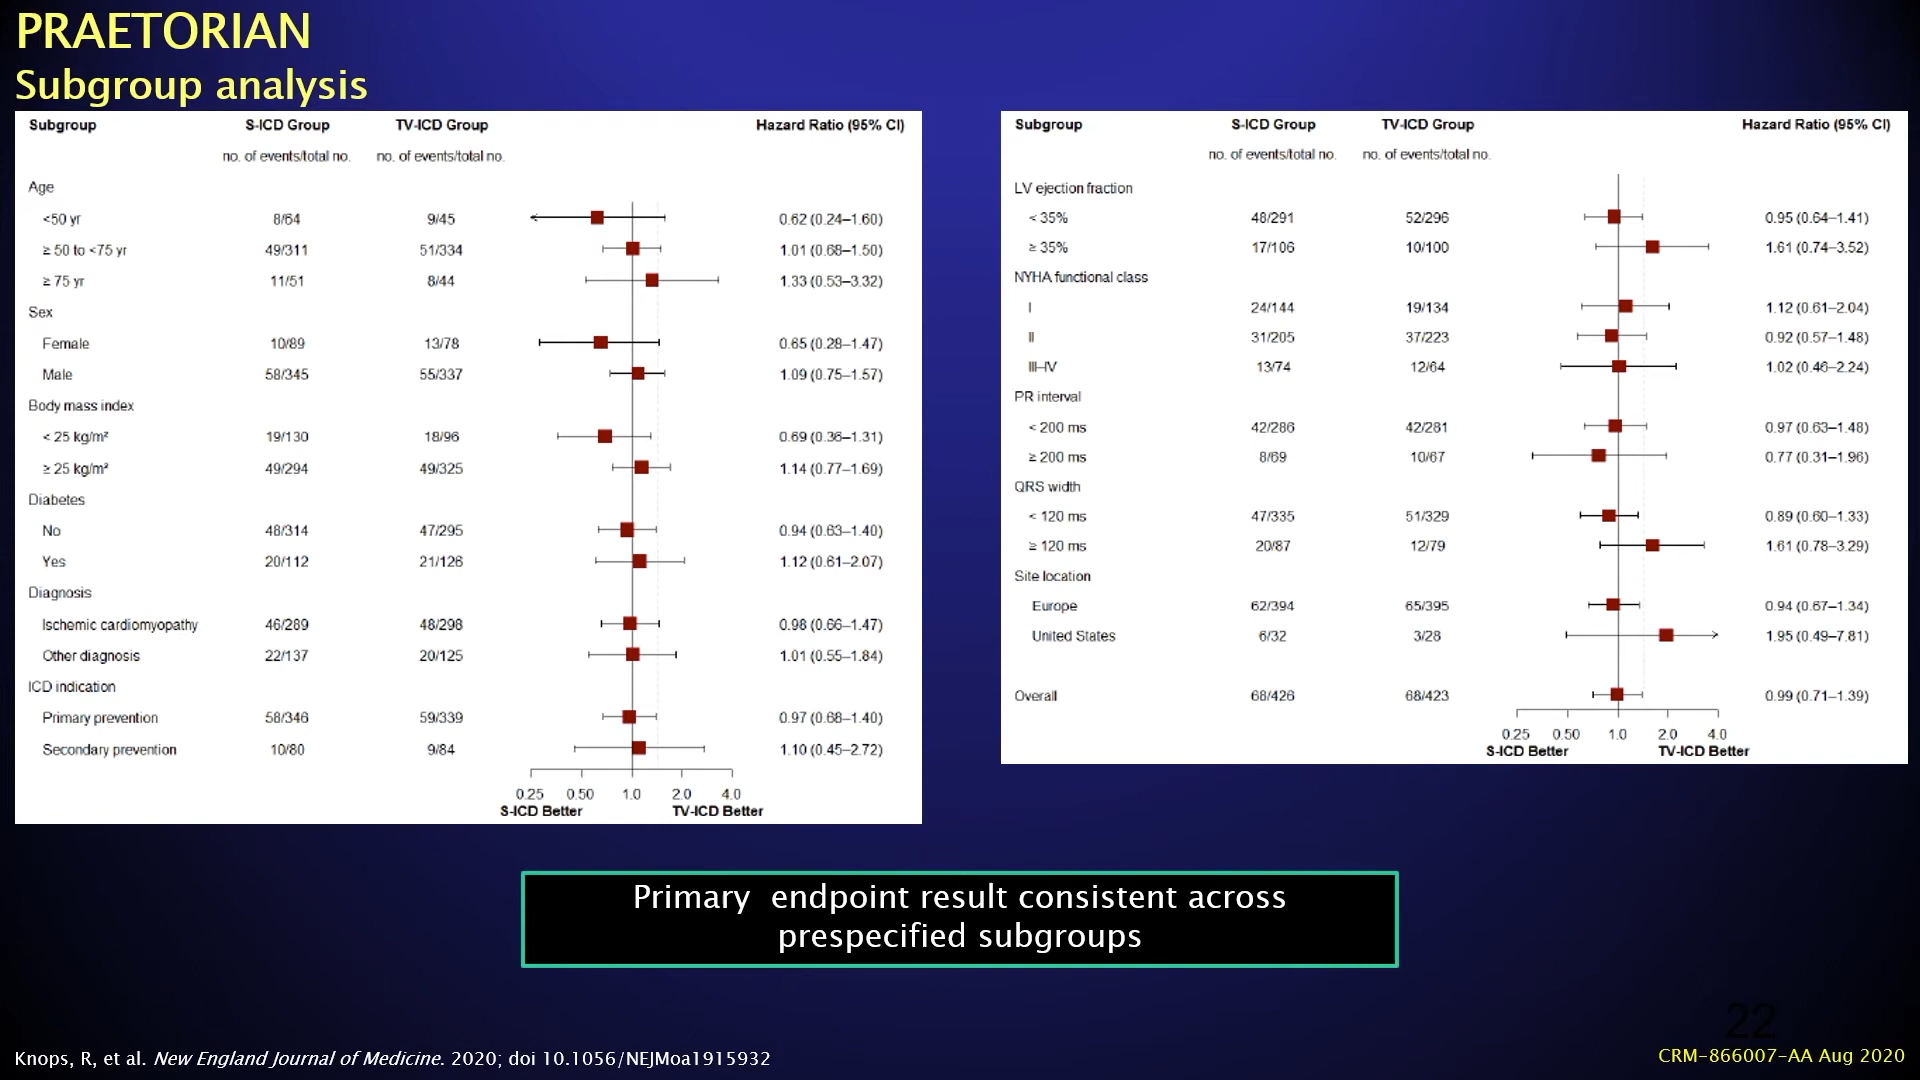 PRAETORIAN
Subgroup analysis
Subgroup S-ICD Group TV-ICD Group Hazard Ratio (95% CI)
no. of events/total no. no. of events/total no.
Age
<50 yr 8/64 9/45 0.62 (0.24–1.60)
≥ 50 to <75 yr 49/311 51/334 1.01 (0.68–1.50)
≥ 75 yr 11/51 8/44 1.33 (0.53–3.32)
Sex
Female 10/89 13/78 0.65 (0.28–1.47)
Male 58/345 55/337 1.09 (0.75–1.57)
Body mass index
< 25 kg/m² 19/130 18/96 0.69 (0.36–1.31)
≥ 25 kg/m² 49/294 49/325 1.14 (0.77–1.69)
Diabetes
No 48/314 47/295 0.94 (0.63–1.40)
Yes 20/112 21/126 1.12 (0.61–2.07)
Diagnosis
Ischemic cardiomyopathy 46/289 48/298 0.98 (0.66–1.47)
Other diagnosis 22/137 20/125 1.01 (0.55–1.84)
ICD indication
Primary prevention 58/346 59/339 0.97 (0.68–1.40)
Secondary prevention 10/80 9/84 1.10 (0.45–2.72)
0.25 0.50 1.0 2.0 4.0
S-ICD Better TV-ICD Better
Subgroup S-ICD Group TV-ICD Group Hazard Ratio (95% CI)
no. of events/total no. no. of events/total no.
LV ejection fraction
< 35% 48/291 52/296 0.95 (0.64–1.41)
≥ 35% 17/106 10/100 1.61 (0.74–3.52)
NYHA functional class
I 24/144 19/134 1.12 (0.61–2.04)
II 31/205 37/223 0.92 (0.57–1.48)
III–IV 13/74 12/64 1.02 (0.46–2.24)
PR interval
< 200 ms 42/286 42/281 0.97 (0.63–1.48)
≥ 200 ms 8/69 10/67 0.77 (0.31–1.96)
QRS width
< 120 ms 47/335 51/329 0.89 (0.60–1.33)
≥ 120 ms 20/87 12/79 1.61 (0.78–3.29)
Site location
Europe 62/394 65/395 0.94 (0.67–1.34)
United States 6/32 3/28 1.95 (0.49–7.81)
Overall 68/426 68/423 0.99 (0.71–1.39)
0.25 0.50 1.0 2.0 4.0
S-ICD Better TV-ICD Better
Primary endpoint result consistent across
prespecified subgroups
22
Knops, R, et al. New England Journal of Medicine. 2020; doi 10.1056/NEJMoa1915932
CRM-866007-AA Aug 2020